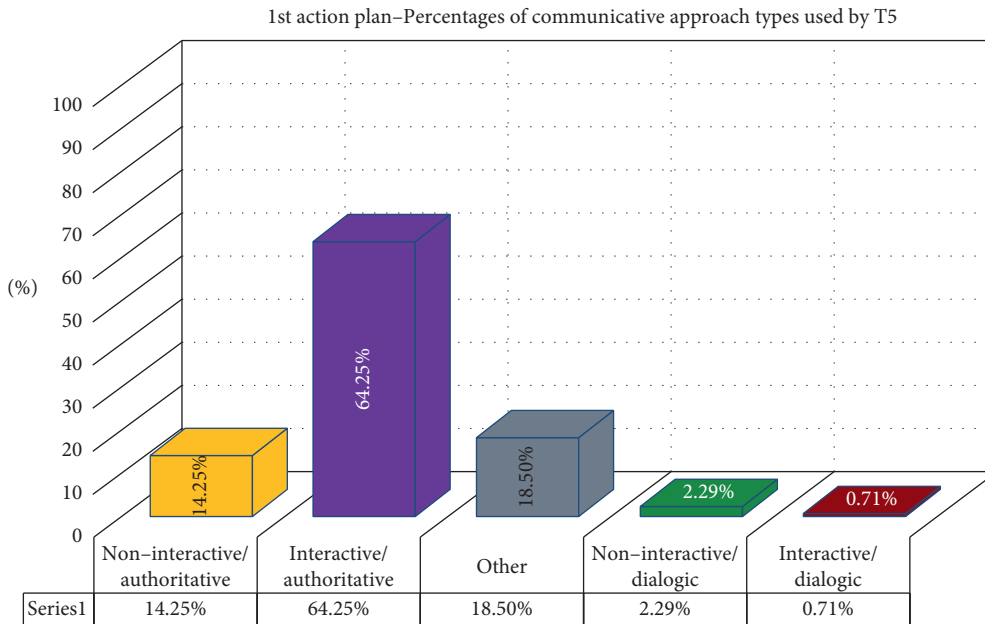 1st action plan–Percentages of communicative approach types used by T5
100
90
80
70
60
50
40
30
20
10
0
(%)
14.25%
64.25%
18.50%
2.29%
0.71%
Non–interactive/
authoritative
Interactive/
authoritative
Other
Non–interactive/
dialogic
Interactive/
dialogic
Series1 14.25% 64.25% 18.50% 2.29% 0.71%